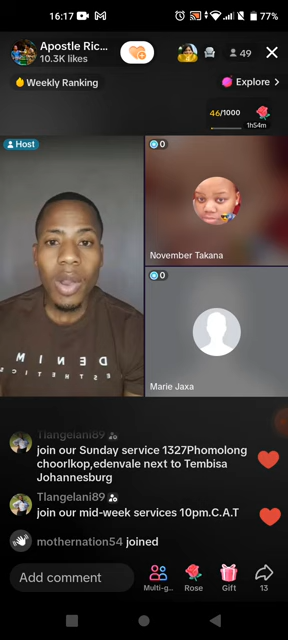 16:17
77%
Apostle Ric...
10.3K likes
49
Weekly Ranking
Explore >
46/1000
1h54m
Host
0
November Takana
0
Marie Jaxa
DENIM
Tlangelani89
join our Sunday service 1327Phomolong
choorlkop,edenvale next to Tembisa
Johannesburg
Tlangelani89
join our mid-week services 10pm.C.A.T
mothernation54 joined
Add comment
Multi-g...
Rose
Gift
13